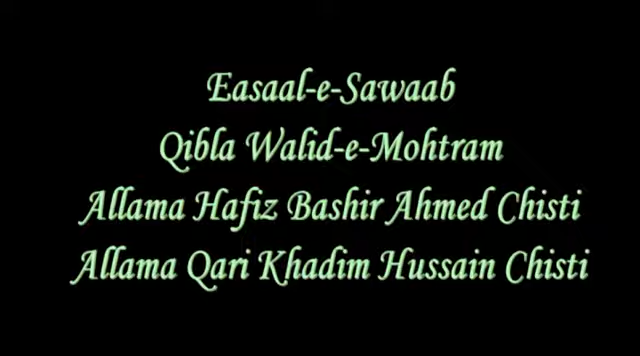 Easaal-e-Sawaab
Qibla Walid-e-Mohtram
Allama Hafiz Bashir Ahmed Chisti
Allama Qari Khadim Hussain Chisti